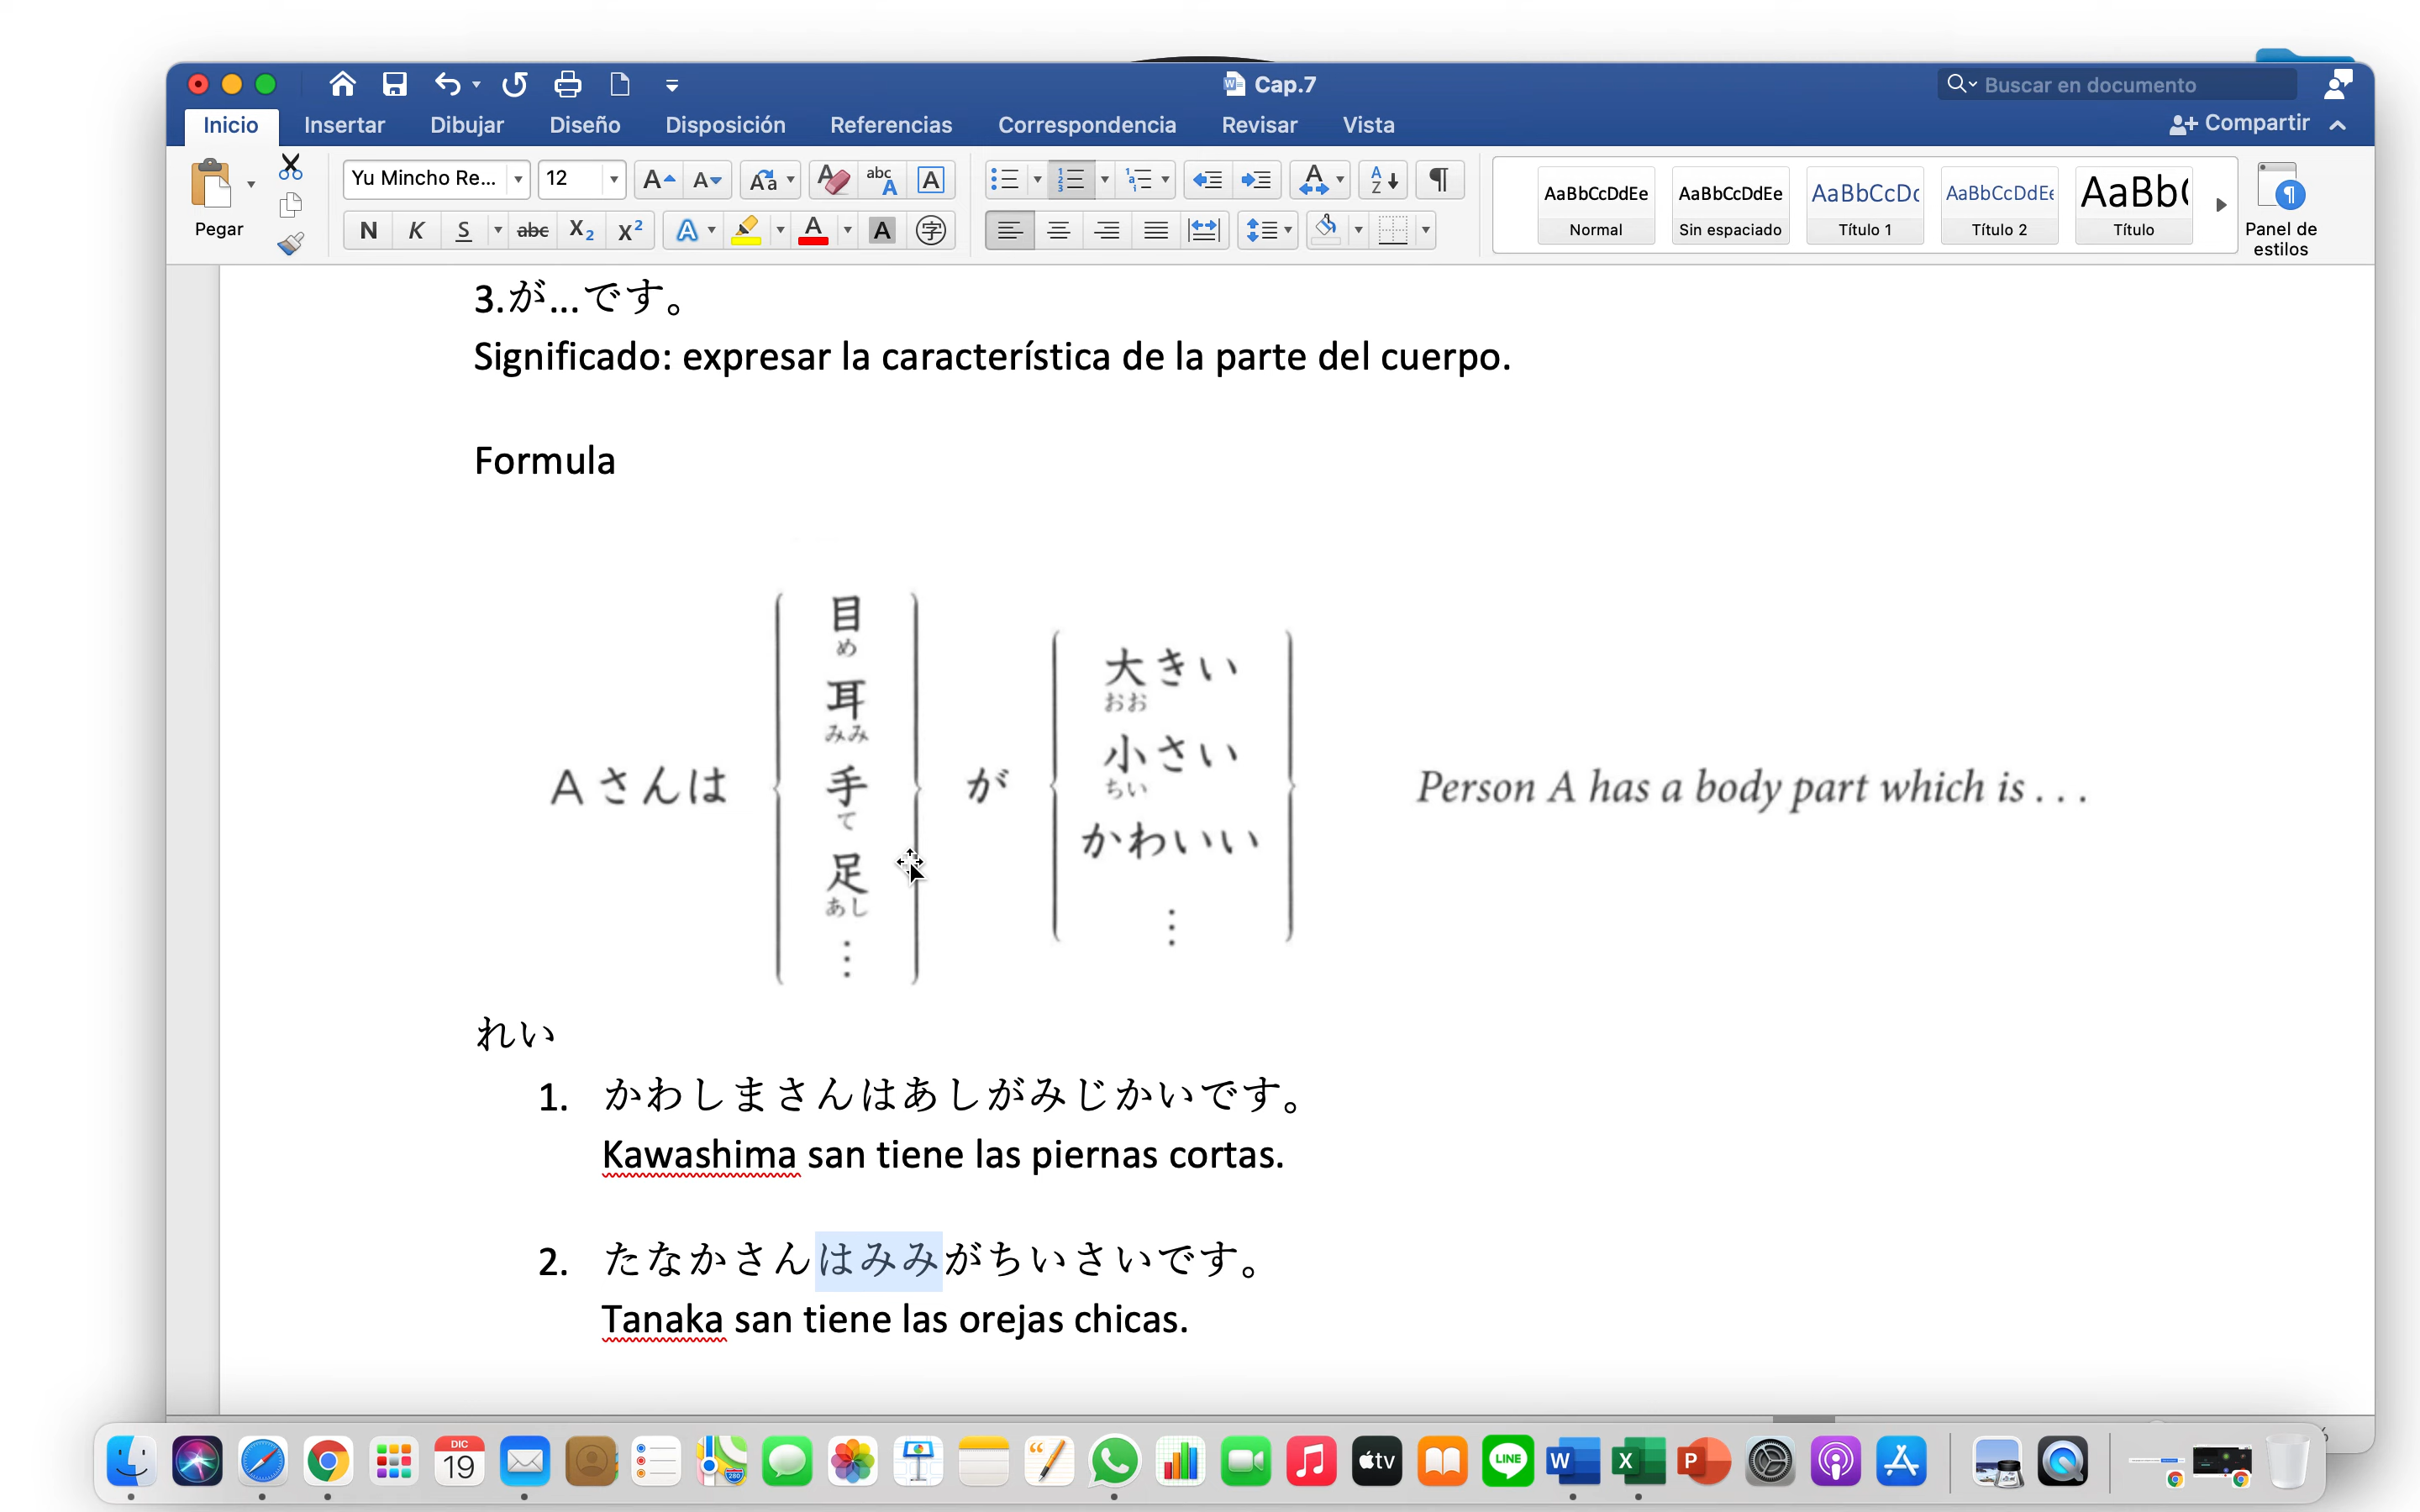 Cap.7
Buscar en documento
Inicio Insertar Dibujar Diseño Disposición Referencias Correspondencia Revisar Vista Compartir
Pegar
Yu Mincho Re... 12
N K S abc X2 X2
AaBbCcDdEe AaBbCcDdEe AaBbCcDc AaBbCcDdEe AaBb(
Normal Sin espaciado Título 1 Título 2 Título
Panel de
estilos
3.が...です。
Significado: expresar la característica de la parte del cuerpo.
Formula
Aさんは
目
め
耳
みみ
手
て
足
あし
⋮
が
大きい
おお
小さい
ちい
かわいい
⋮
Person A has a body part which is . . .
れい
1. かわしまさんはあしがみじかいです。
Kawashima san tiene las piernas cortas.
2. たなかさんはみみがちいさいです。
Tanaka san tiene las orejas chicas.
DIC
19
280
tv
LINE
W
X
P